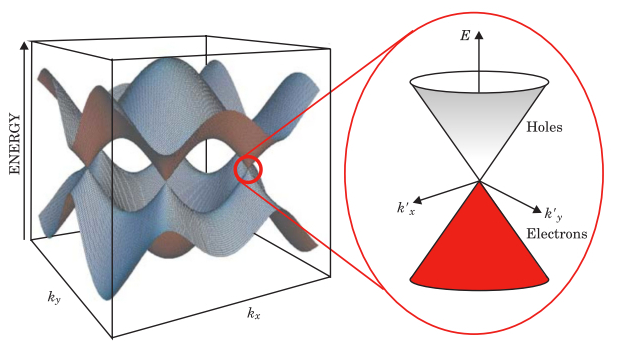 ENERGY
k_y
k_x
E
Holes
k'_x
k'_y
Electrons